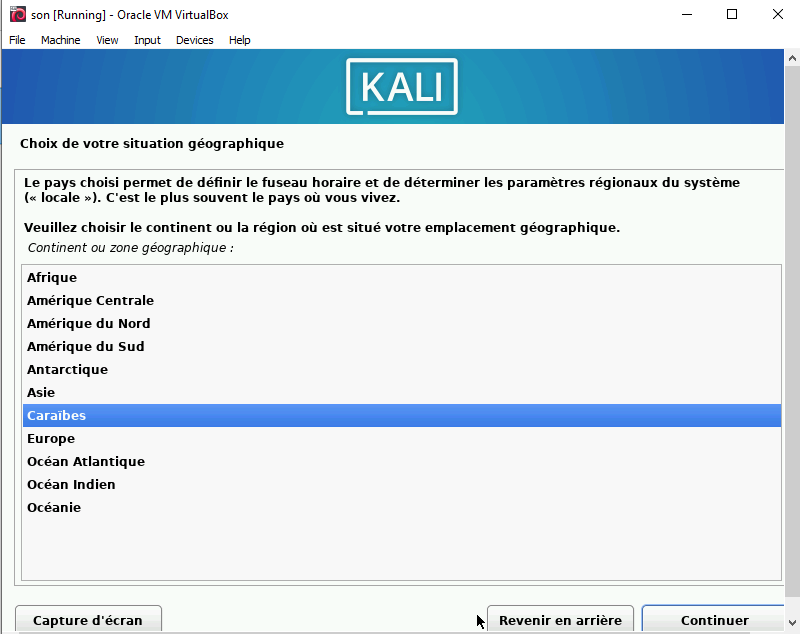 son [Running] - Oracle VM VirtualBox
File Machine View Input Devices Help
KALI
Choix de votre situation géographique
Le pays choisi permet de définir le fuseau horaire et de déterminer les paramètres régionaux du système
(« locale »). C'est le plus souvent le pays où vous vivez.
Veuillez choisir le continent ou la région où est situé votre emplacement géographique.
Continent ou zone géographique :
Afrique
Amérique Centrale
Amérique du Nord
Amérique du Sud
Antarctique
Asie
Caraïbes
Europe
Océan Atlantique
Océan Indien
Océanie
Capture d'écran Revenir en arrière Continuer